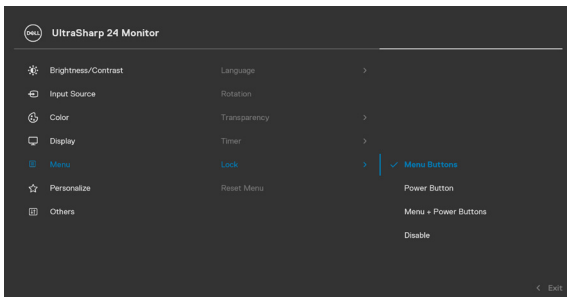 DELL UltraSharp 24 Monitor
Brightness/Contrast
Input Source
Color
Display
Menu
Personalize
Others
Language
Rotation
Transparency
Timer
Lock
Reset Menu
Menu Buttons
Power Button
Menu + Power Buttons
Disable
Exit